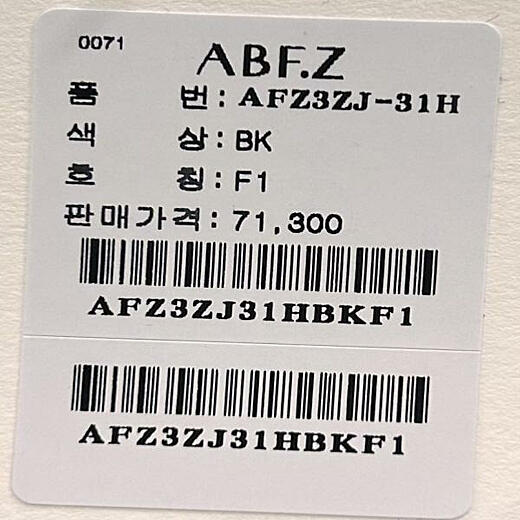 0071
ABF.Z
품 번 : AFZ3ZJ-31H
색 상 : BK
호 칭 : F1
판매가격 : 71,300
AFZ3ZJ31HBKF1
AFZ3ZJ31HBKF1